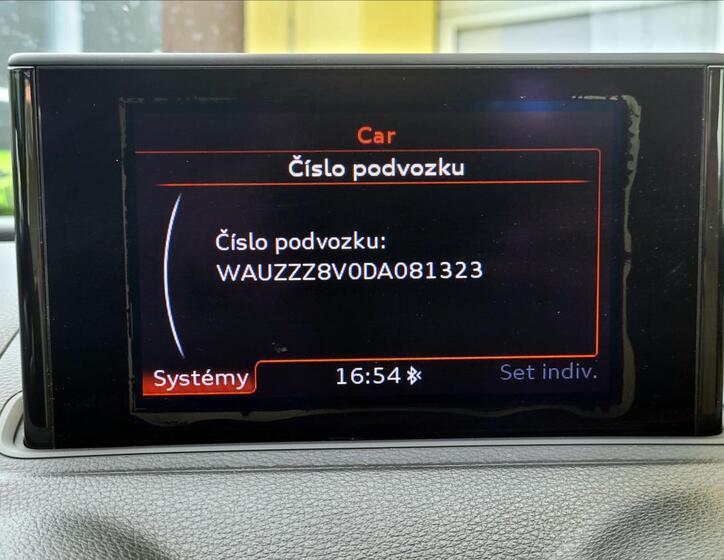 Car
Číslo podvozku
Číslo podvozku:
WAUZZZ8V0DA081323
Systémy
16:54
Set indiv.